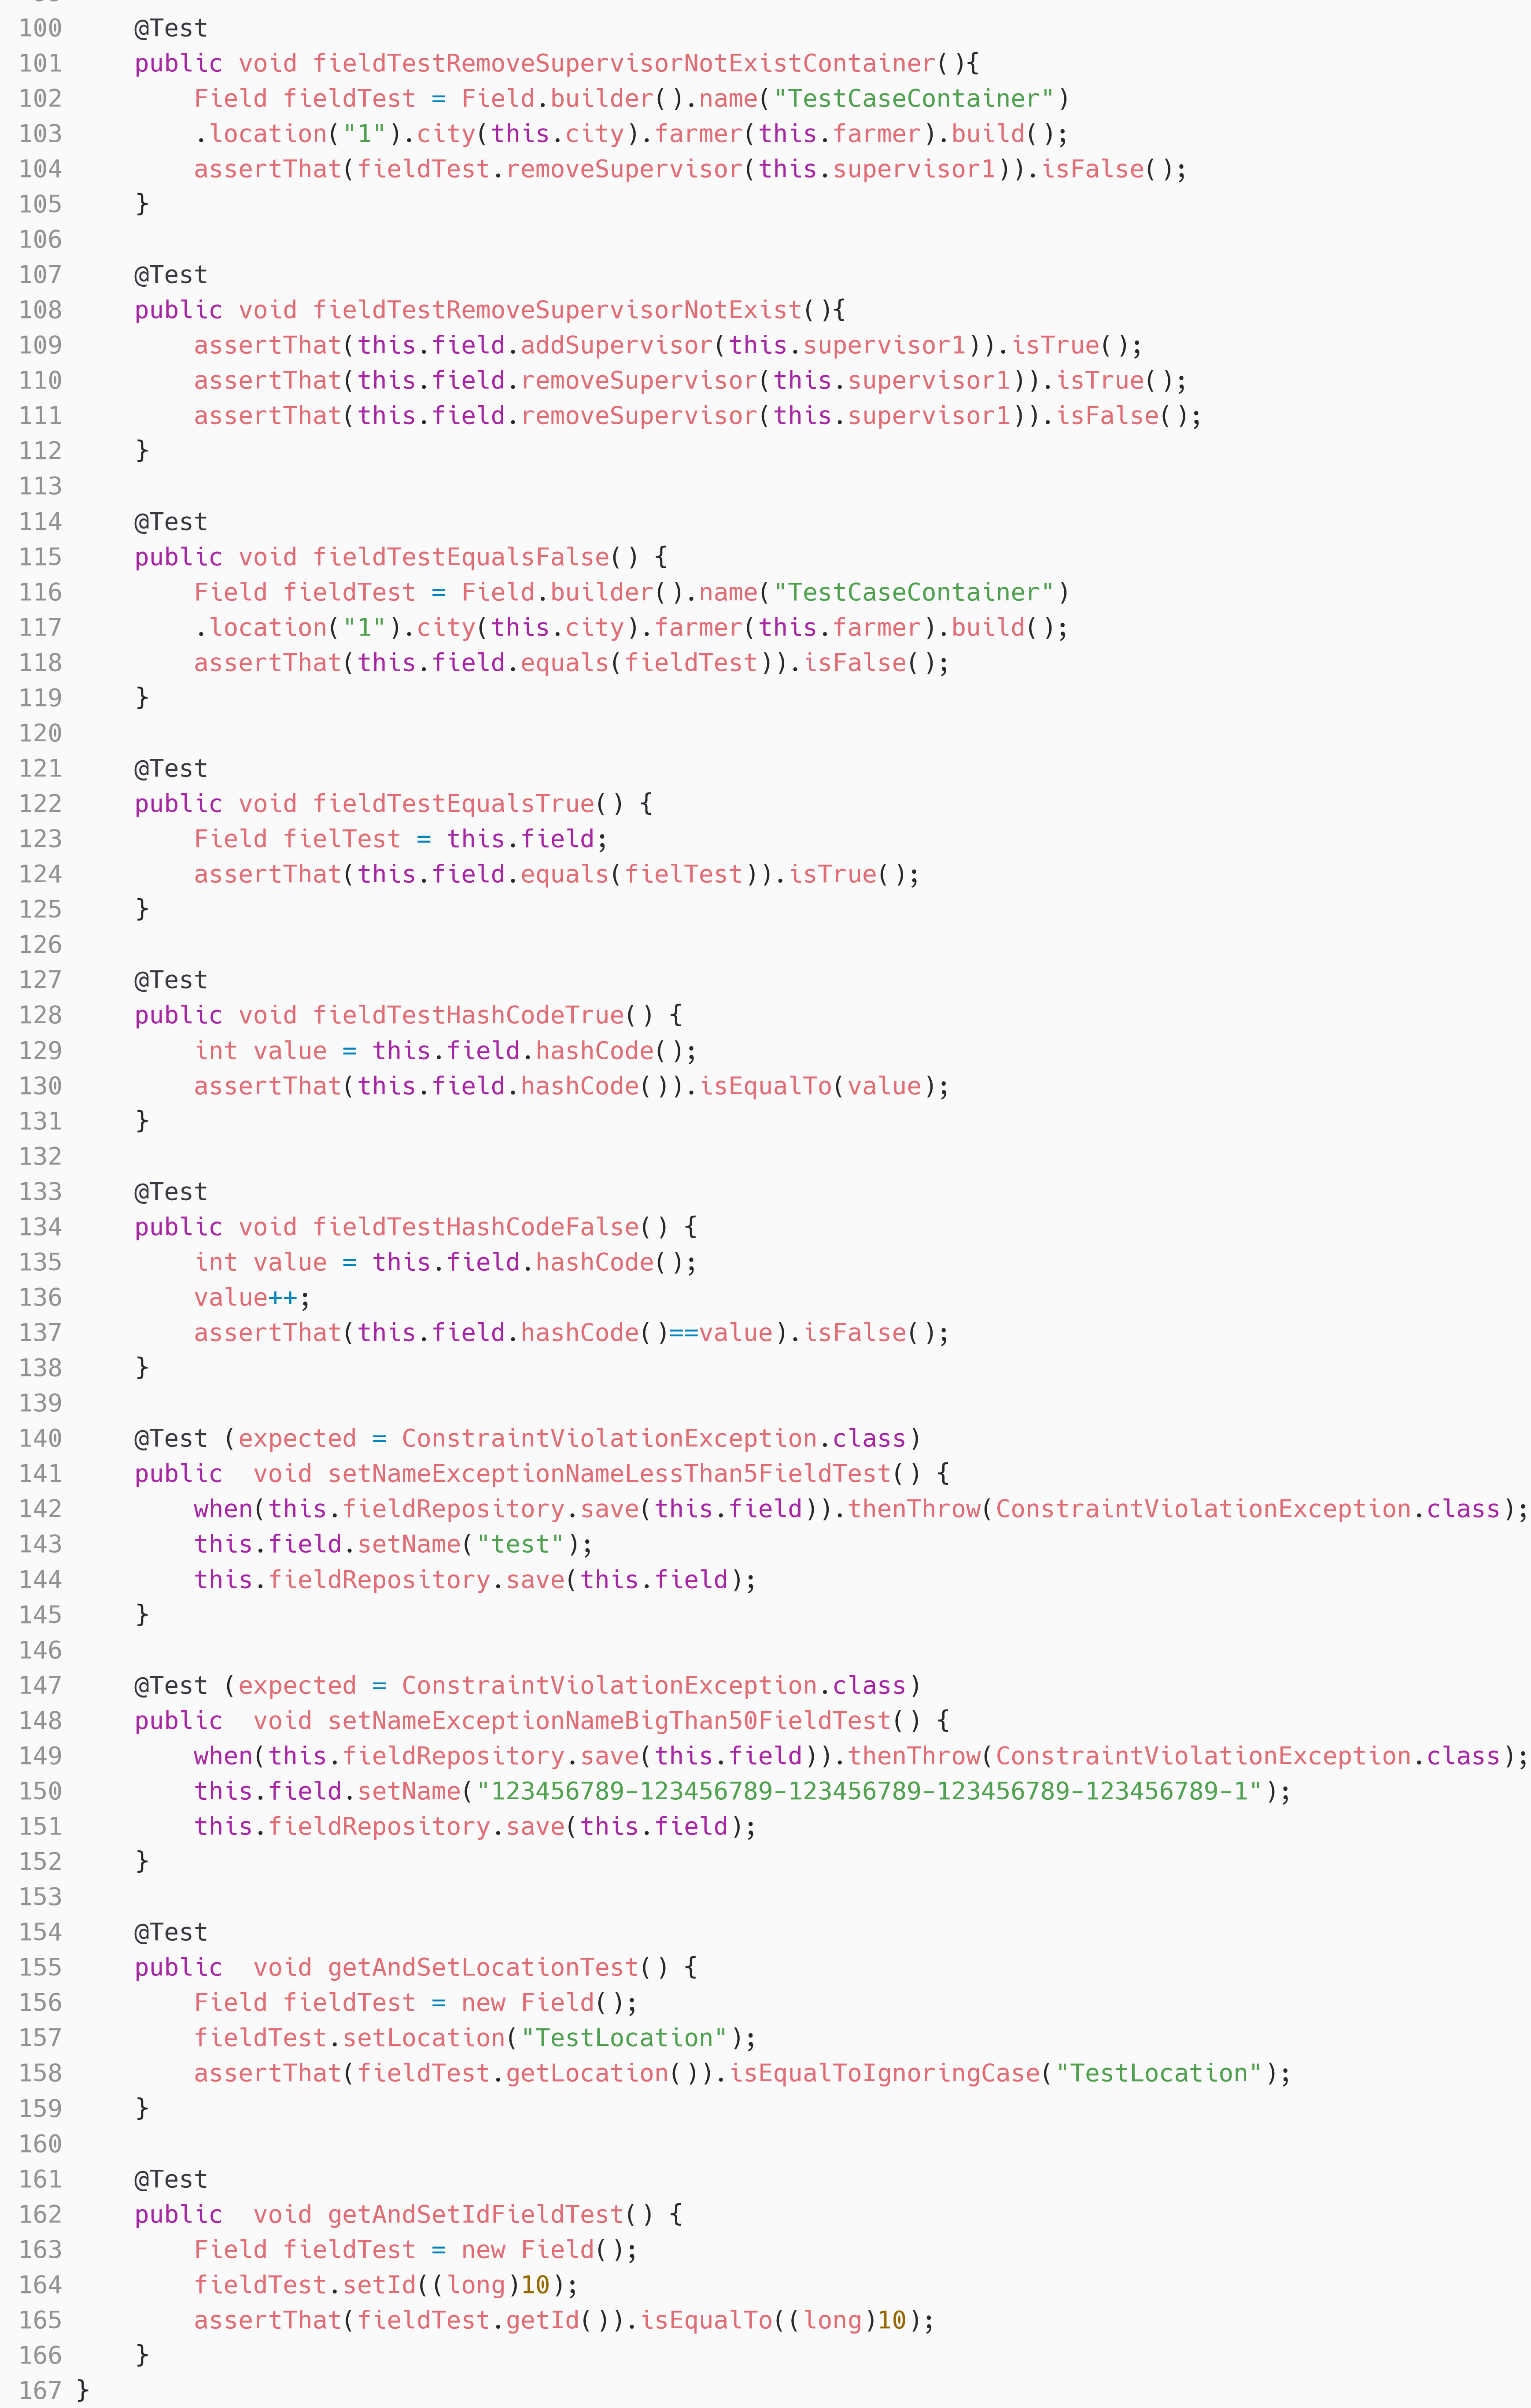 100 @Test
101 public void fieldTestRemoveSupervisorNotExistContainer(){
102 Field fieldTest = Field.builder().name("TestCaseContainer")
103 .location("1").city(this.city).farmer(this.farmer).build();
104 assertThat(fieldTest.removeSupervisor(this.supervisor1)).isFalse();
105 }
106
107 @Test
108 public void fieldTestRemoveSupervisorNotExist(){
109 assertThat(this.field.addSupervisor(this.supervisor1)).isTrue();
110 assertThat(this.field.removeSupervisor(this.supervisor1)).isTrue();
111 assertThat(this.field.removeSupervisor(this.supervisor1)).isFalse();
112 }
113
114 @Test
115 public void fieldTestEqualsFalse() {
116 Field fieldTest = Field.builder().name("TestCaseContainer")
117 .location("1").city(this.city).farmer(this.farmer).build();
118 assertThat(this.field.equals(fieldTest)).isFalse();
119 }
120
121 @Test
122 public void fieldTestEqualsTrue() {
123 Field fielTest = this.field;
124 assertThat(this.field.equals(fielTest)).isTrue();
125 }
126
127 @Test
128 public void fieldTestHashCodeTrue() {
129 int value = this.field.hashCode();
130 assertThat(this.field.hashCode()).isEqualTo(value);
131 }
132
133 @Test
134 public void fieldTestHashCodeFalse() {
135 int value = this.field.hashCode();
136 value++;
137 assertThat(this.field.hashCode()==value).isFalse();
138 }
139
140 @Test (expected = ConstraintViolationException.class)
141 public  void setNameExceptionNameLessThan5FieldTest() {
142 when(this.fieldRepository.save(this.field)).thenThrow(ConstraintViolationException.class);
143 this.field.setName("test");
144 this.fieldRepository.save(this.field);
145 }
146
147 @Test (expected = ConstraintViolationException.class)
148 public  void setNameExceptionNameBigThan50FieldTest() {
149 when(this.fieldRepository.save(this.field)).thenThrow(ConstraintViolationException.class);
150 this.field.setName("123456789-123456789-123456789-123456789-123456789-1");
151 this.fieldRepository.save(this.field);
152 }
153
154 @Test
155 public  void getAndSetLocationTest() {
156 Field fieldTest = new Field();
157 fieldTest.setLocation("TestLocation");
158 assertThat(fieldTest.getLocation()).isEqualToIgnoringCase("TestLocation");
159 }
160
161 @Test
162 public  void getAndSetIdFieldTest() {
163 Field fieldTest = new Field();
164 fieldTest.setId((long)10);
165 assertThat(fieldTest.getId()).isEqualTo((long)10);
166 }
167 }